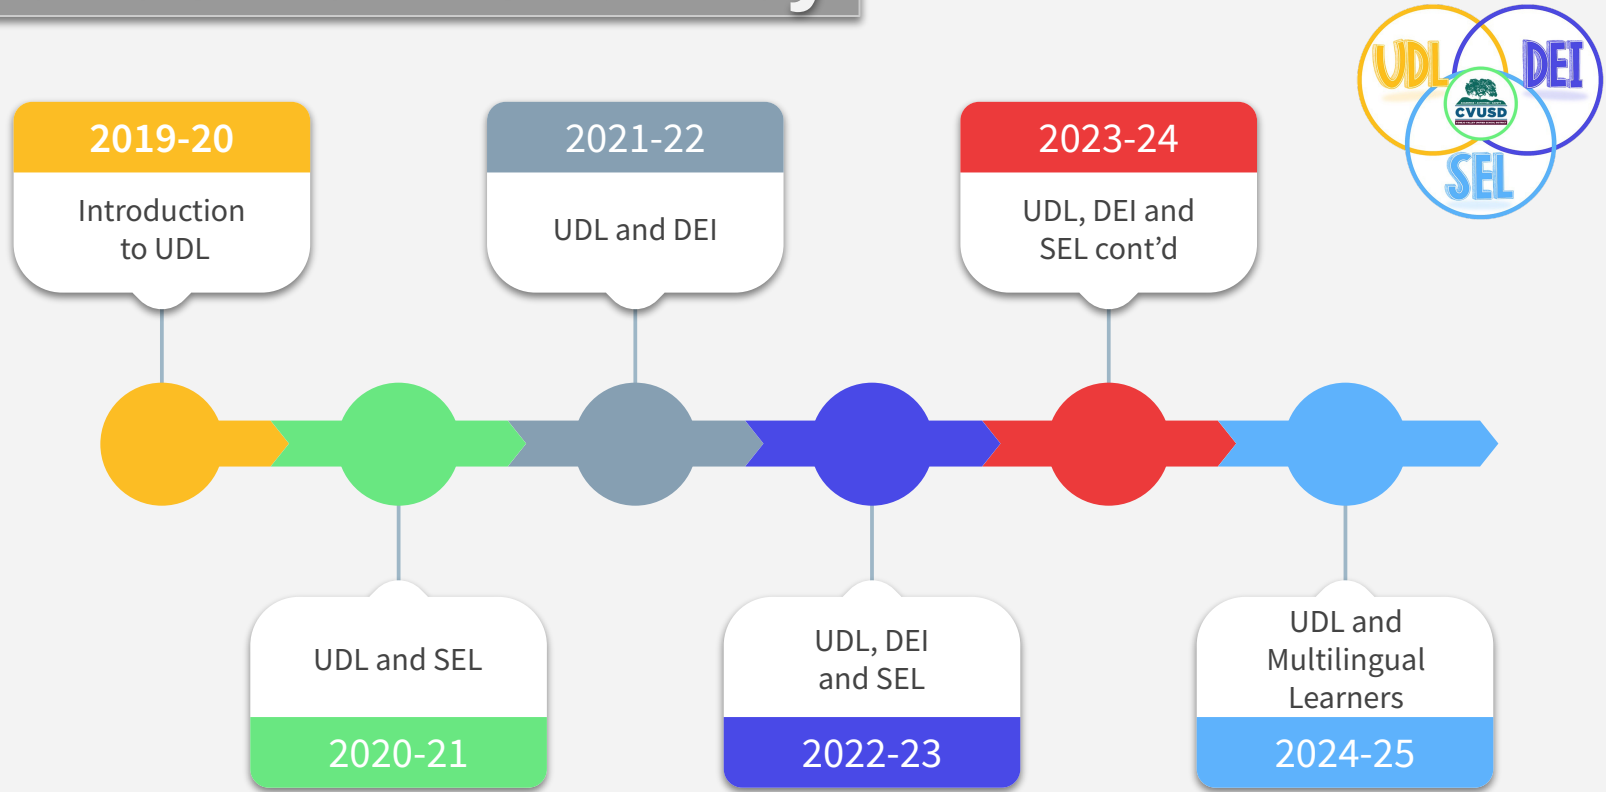 UDL
DEI
CVUSD
SEL
2019-20
Introduction
to UDL
2021-22
UDL and DEI
2023-24
UDL, DEI and
SEL cont’d
UDL and SEL
2020-21
UDL, DEI
and SEL
2022-23
UDL and
Multilingual
Learners
2024-25